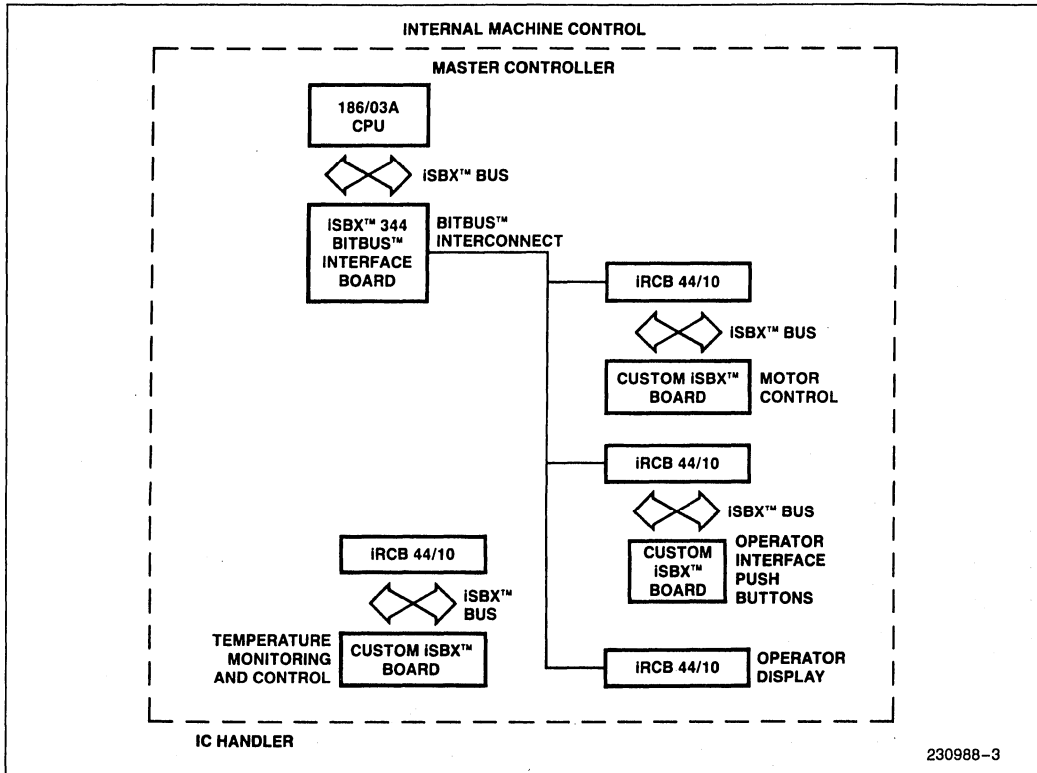 INTERNAL MACHINE CONTROL
MASTER CONTROLLER
186/03A
CPU
iSBX™ BUS
iSBX™ 344
BITBUS™
INTERFACE
BOARD
BITBUS™
INTERCONNECT
iRCB 44/10
iSBX™ BUS
CUSTOM iSBX™
BOARD
MOTOR
CONTROL
iRCB 44/10
iSBX™ BUS
CUSTOM
iSBX™
BOARD
OPERATOR
INTERFACE
PUSH
BUTTONS
iRCB 44/10
iSBX™
BUS
TEMPERATURE
MONITORING
AND CONTROL
CUSTOM iSBX™
BOARD
iRCB 44/10
OPERATOR
DISPLAY
IC HANDLER
230988-3